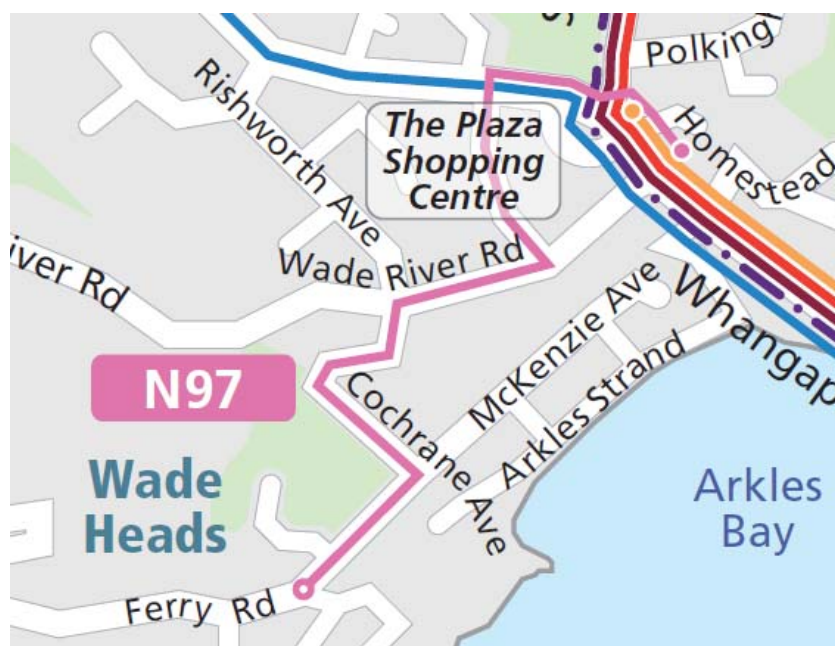 Polking
Rishworth Ave
The Plaza
Shopping
Centre
Homestead
Wade River Rd
iver Rd
McKenzie Ave
Whangap
N97
Cochrane Ave
Arkles Strand
Wade
Heads
Arkles
Bay
Ferry Rd